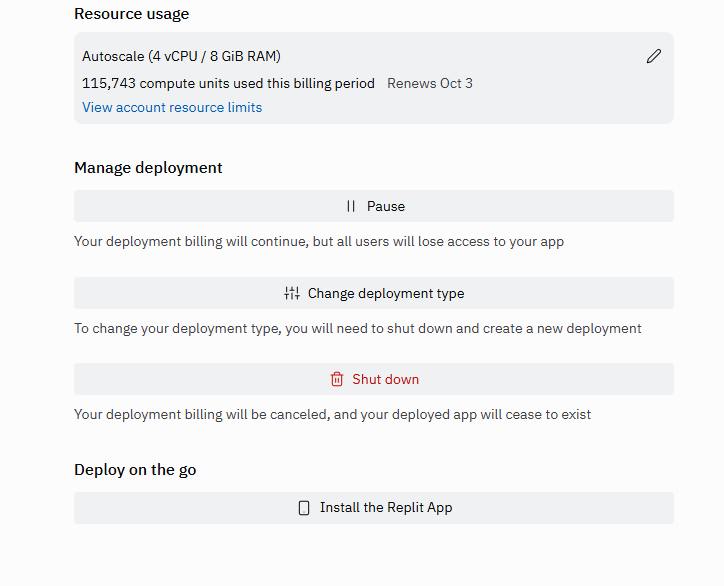 Resource usage
Autoscale (4 vCPU / 8 GiB RAM)
115,743 compute units used this billing period Renews Oct 3
View account resource limits
Manage deployment
Pause
Your deployment billing will continue, but all users will lose access to your app
Change deployment type
To change your deployment type, you will need to shut down and create a new deployment
Shut down
Your deployment billing will be canceled, and your deployed app will cease to exist
Deploy on the go
Install the Replit App